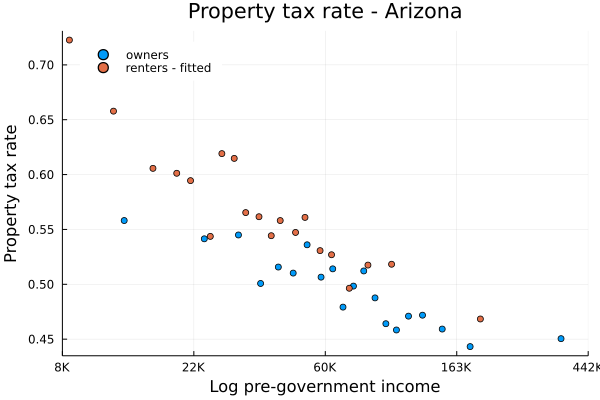 Property tax rate - Arizona
owners
renters - fitted
Property tax rate
0.70
0.65
0.60
0.55
0.50
0.45
8K 22K 60K 163K 442K
Log pre-government income